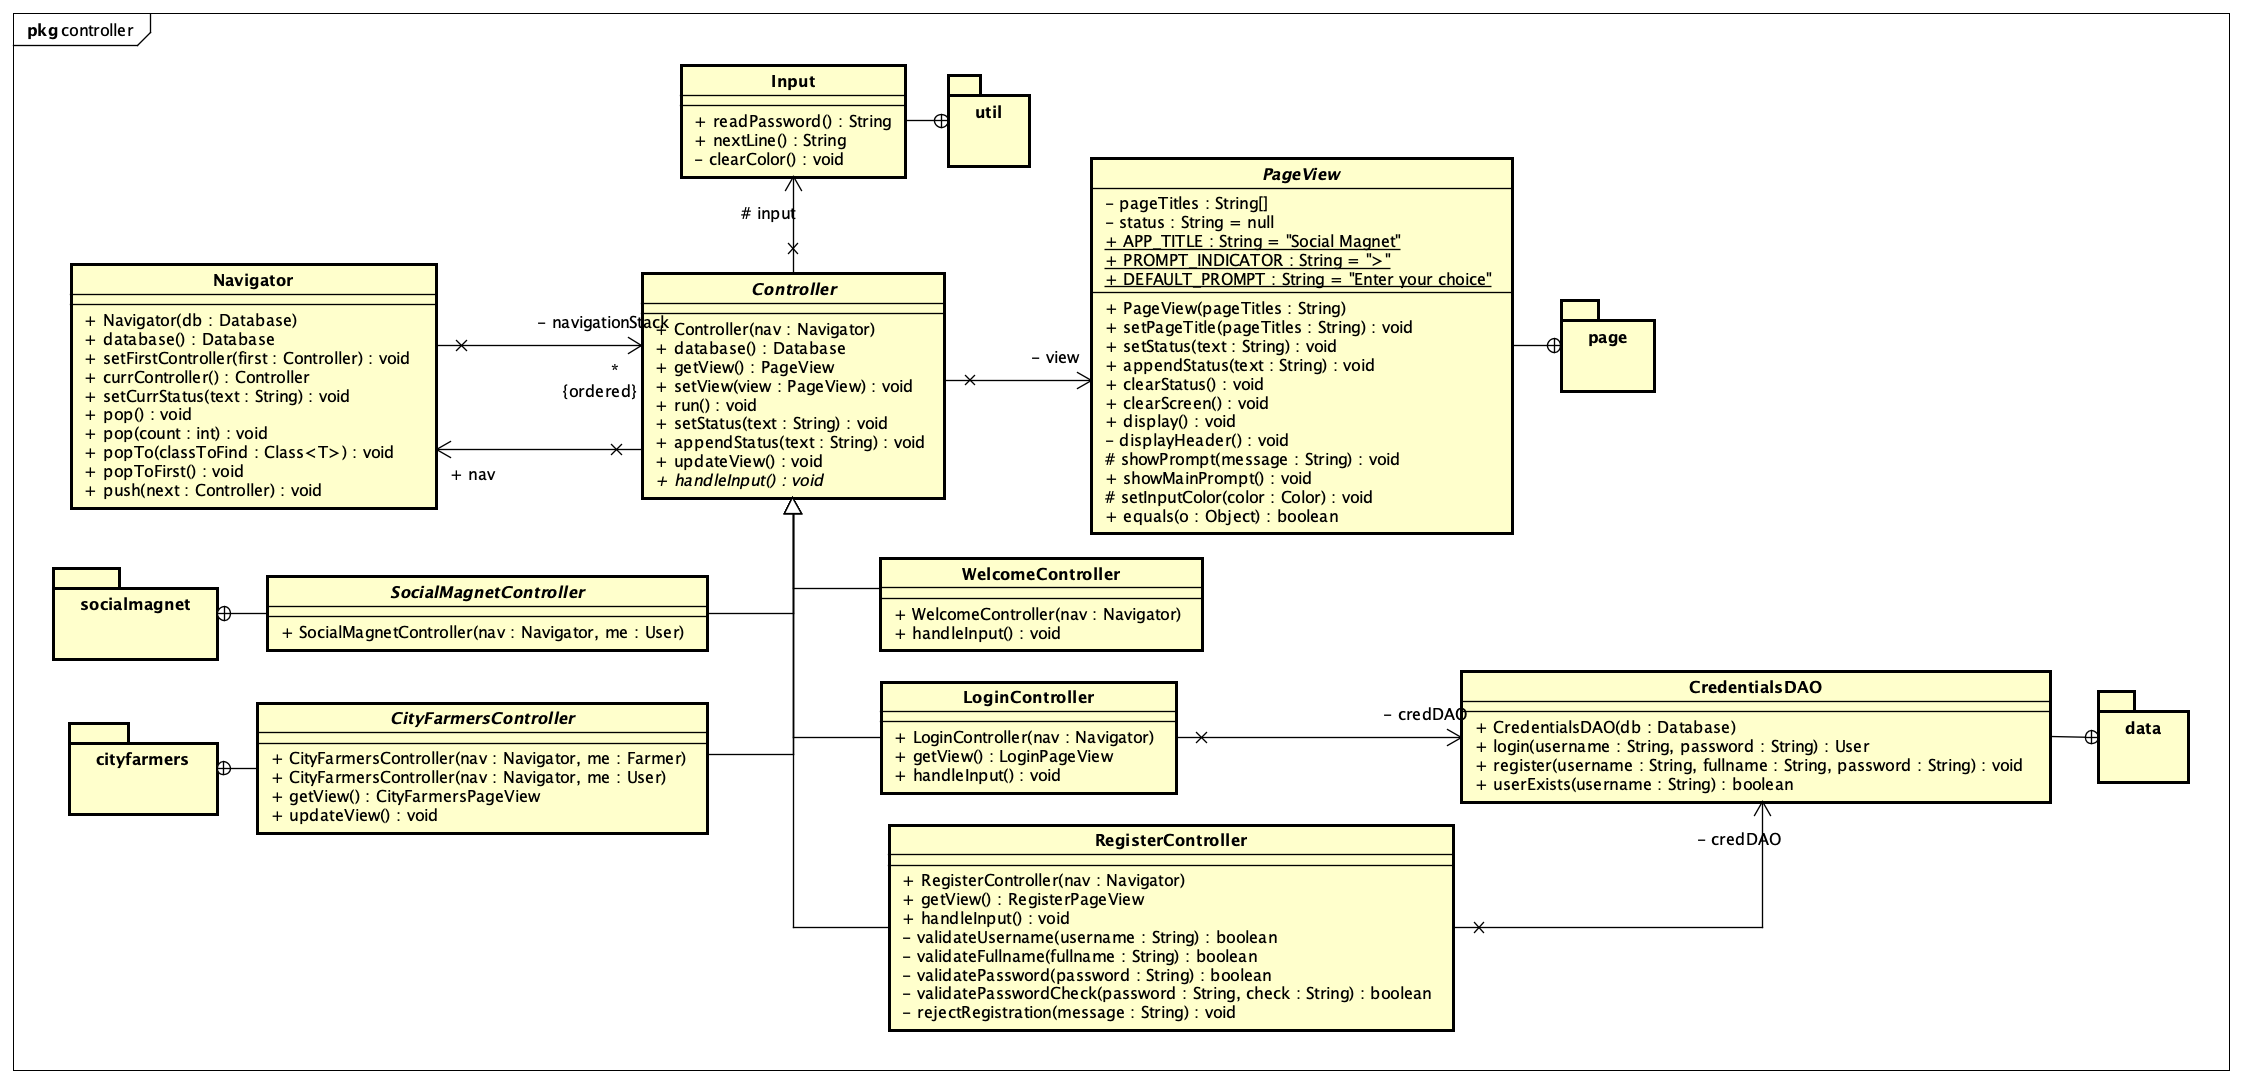 pkg controller
Input
+ readPassword() : String
+ nextLine() : String
- clearColor() : void
util
# input
PageView
- pageTitles : String[]
- status : String = null
+ APP_TITLE : String = "Social Magnet"
+ PROMPT_INDICATOR : String = ">"
+ DEFAULT_PROMPT : String = "Enter your choice"
+ PageView(pageTitles : String)
+ setPageTitle(pageTitles : String) : void
+ setStatus(text : String) : void
+ appendStatus(text : String) : void
+ clearStatus() : void
+ clearScreen() : void
+ display() : void
- displayHeader() : void
# showPrompt(message : String) : void
+ showMainPrompt() : void
# setInputColor(color : Color) : void
+ equals(o : Object) : boolean
page
Navigator
+ Navigator(db : Database)
+ database() : Database
+ setFirstController(first : Controller) : void
+ currController() : Controller
+ setCurrStatus(text : String) : void
+ pop() : void
+ pop(count : int) : void
+ popTo(classToFind : Class<T>) : void
+ popToFirst() : void
+ push(next : Controller) : void
- navigationStack
*
{ordered}
+ nav
Controller
+ Controller(nav : Navigator)
+ database() : Database
+ getView() : PageView
+ setView(view : PageView) : void
+ run() : void
+ setStatus(text : String) : void
+ appendStatus(text : String) : void
+ updateView() : void
+ handleInput() : void
- view
socialmagnet
SocialMagnetController
+ SocialMagnetController(nav : Navigator, me : User)
WelcomeController
+ WelcomeController(nav : Navigator)
+ handleInput() : void
cityfarmers
CityFarmersController
+ CityFarmersController(nav : Navigator, me : Farmer)
+ CityFarmersController(nav : Navigator, me : User)
+ getView() : CityFarmersPageView
+ updateView() : void
LoginController
+ LoginController(nav : Navigator)
+ getView() : LoginPageView
+ handleInput() : void
- credDAO
CredentialsDAO
+ CredentialsDAO(db : Database)
+ login(username : String, password : String) : User
+ register(username : String, fullname : String, password : String) : void
+ userExists(username : String) : boolean
data
- credDAO
RegisterController
+ RegisterController(nav : Navigator)
+ getView() : RegisterPageView
+ handleInput() : void
- validateUsername(username : String) : boolean
- validateFullname(fullname : String) : boolean
- validatePassword(password : String) : boolean
- validatePasswordCheck(password : String, check : String) : boolean
- rejectRegistration(message : String) : void